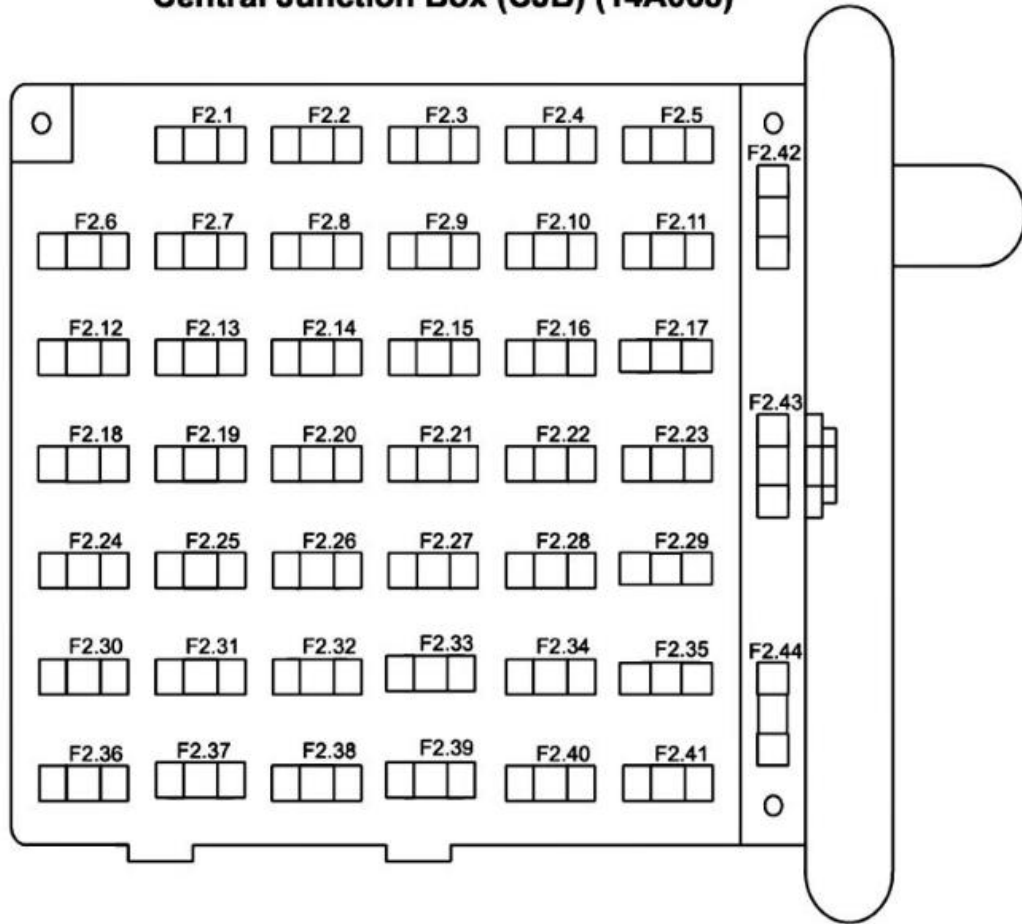 Central Junction Box (CJB) (14A068)
F2.1 F2.2 F2.3 F2.4 F2.5
F2.42
F2.6 F2.7 F2.8 F2.9 F2.10 F2.11
F2.12 F2.13 F2.14 F2.15 F2.16 F2.17
F2.43
F2.18 F2.19 F2.20 F2.21 F2.22 F2.23
F2.24 F2.25 F2.26 F2.27 F2.28 F2.29
F2.30 F2.31 F2.32 F2.33 F2.34 F2.35 F2.44
F2.36 F2.37 F2.38 F2.39 F2.40 F2.41